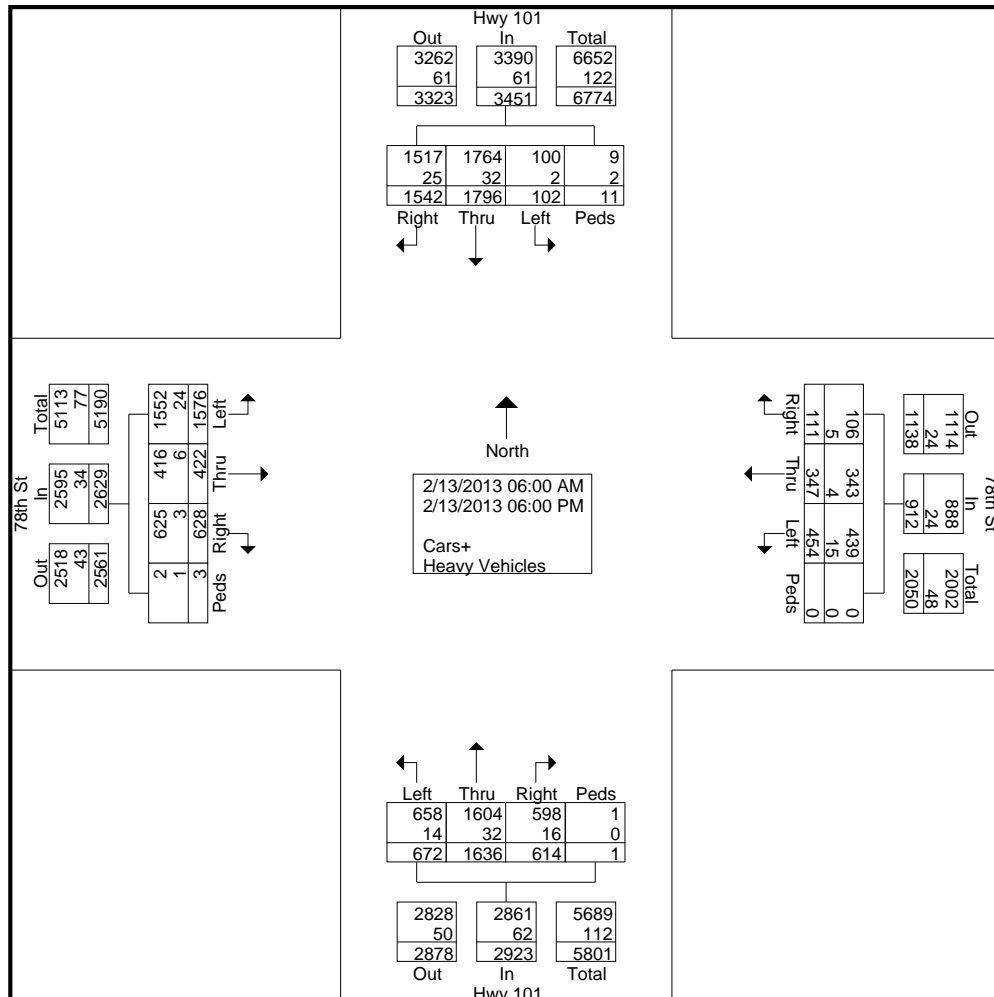 Hwy 101
Out In Total
3262 3390 6652
61 61 122
3323 3451 6774
1517 1764 100 9
25 32 2 2
1542 1796 102 11
Right Thru Left Peds
78th St
Total In Out
5113 2595 2518
77 34 43
5190 2629 2561
1552 416 625 2
24 6 3 1
1576 422 628 3
Left Thru Right Peds
North
2/13/2013 06:00 AM
2/13/2013 06:00 PM
Cars+
Heavy Vehicles
78th St
Out In Total
1114 888 2002
24 24 48
1138 912 2050
106 343 439 0
5 4 15 0
111 347 454 0
Right Thru Left Peds
Left Thru Right Peds
658 1604 598 1
14 32 16 0
672 1636 614 1
2828 2861 5689
50 62 112
2878 2923 5801
Out In Total
Hwy 101